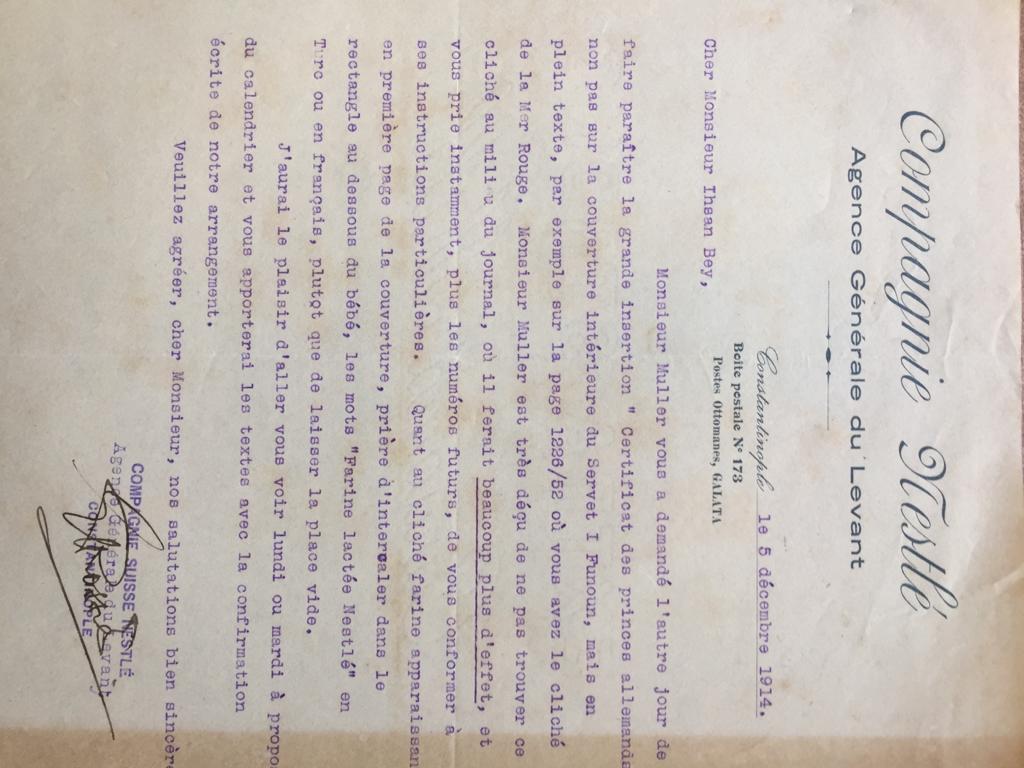 Compagnie Nestlé
Agence Générale du Levant
Constantinople le 5 décembre 1914.
Boite postale N° 173
Postes Ottomanes, GALATA
Cher Monsieur Ihsan Bey,
Monsieur Muller vous a demandé l'autre jour de
faire paraître la grande insertion " Certificat des princes allemands
non pas sur la couverture intérieure du Servet I Funoun, mais en
plein texte, par exemple sur la page 1226/52 où vous avez le cliché
de la Mer Rouge. Monsieur Muller est très déçu de ne pas trouver ce
cliché au milieu du journal, où il ferait beaucoup plus d'effet, et
vous prie instamment, plus les numéros futurs, de vous conformer à
ses instructions particulières. Quant au cliché farine apparaissan
en première page de la couverture, prière d'intercaler dans le
rectangle au dessous du bébé, les mots "Farine lactée Nestlé" en
Turc ou en français, plutot que de laisser la place vide.
J'aurai le plaisir d'aller vous voir lundi ou mardi à propo
du calendrier et vous apporterai les textes avec la confirmation
écrite de notre arrangement.
Veuillez agréer, cher Monsieur, nos salutations bien sincèr
COMPAGNIE SUISSE NESTLÉ
Agence Générale du Levant
CONSTANTINOPLE